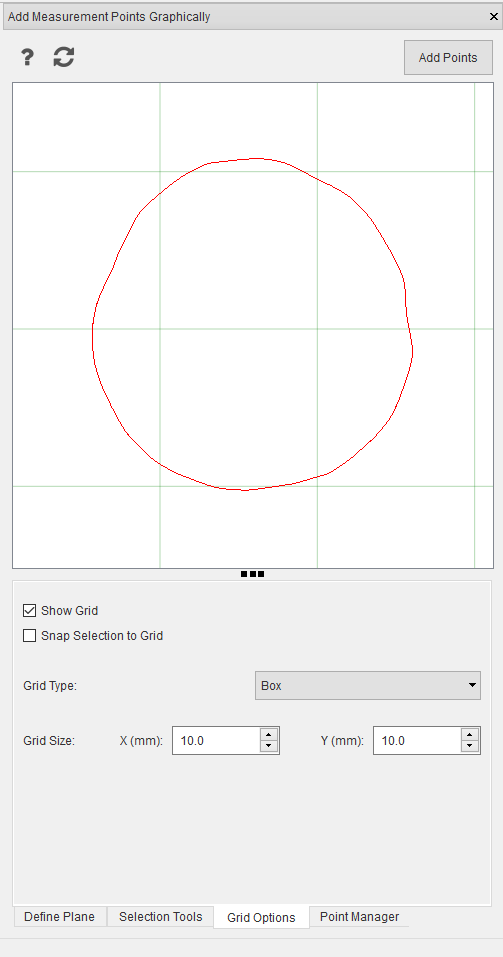 Add Measurement Points Graphically
?
Add Points
Show Grid
Snap Selection to Grid
Grid Type: Box
Grid Size: X (mm): 10.0 Y (mm): 10.0
Define Plane Selection Tools Grid Options Point Manager